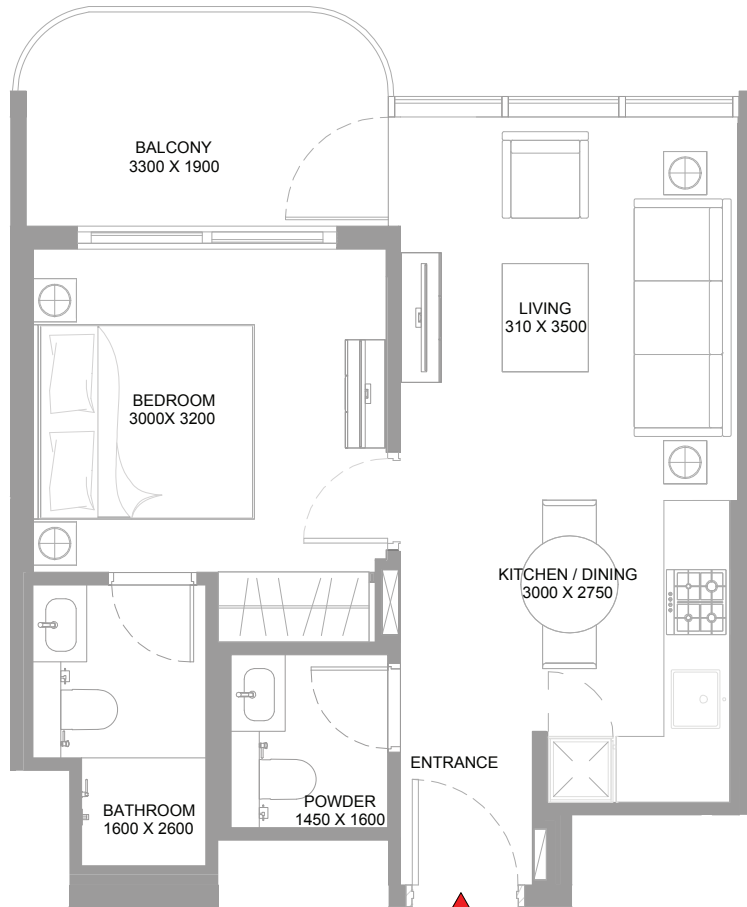 BALCONY
3300 X 1900
LIVING
310 X 3500
BEDROOM
3000X 3200
KITCHEN / DINING
3000 X 2750
ENTRANCE
BATHROOM
1600 X 2600
POWDER
1450 X 1600